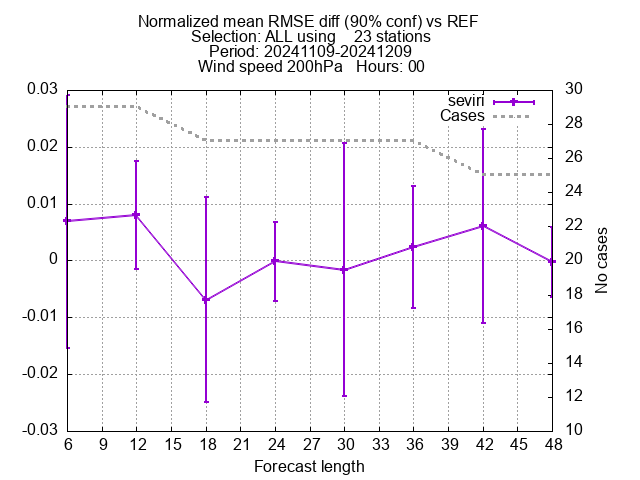 Normalized mean RMSE diff (90% conf) vs REF
Selection: ALL using    23 stations
Period: 20241109-20241209
Wind speed 200hPa   Hours: 00
seviri
Cases
0.03
0.02
0.01
0
-0.01
-0.02
-0.03
30
28
26
24
22
20
18
16
14
12
10
No cases
6 9 12 15 18 21 24 27 30 33 36 39 42 45 48
Forecast length